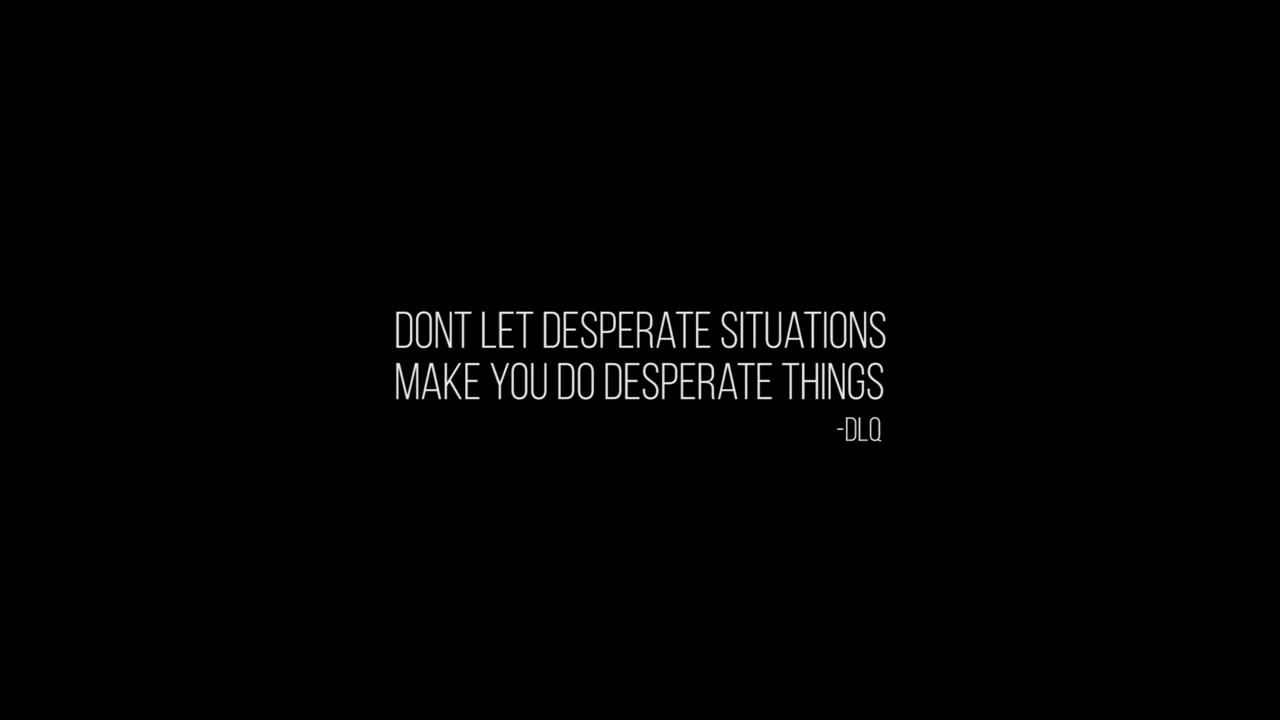 DONT LET DESPERATE SITUATIONS
MAKE YOU DO DESPERATE THINGS
-DLQ